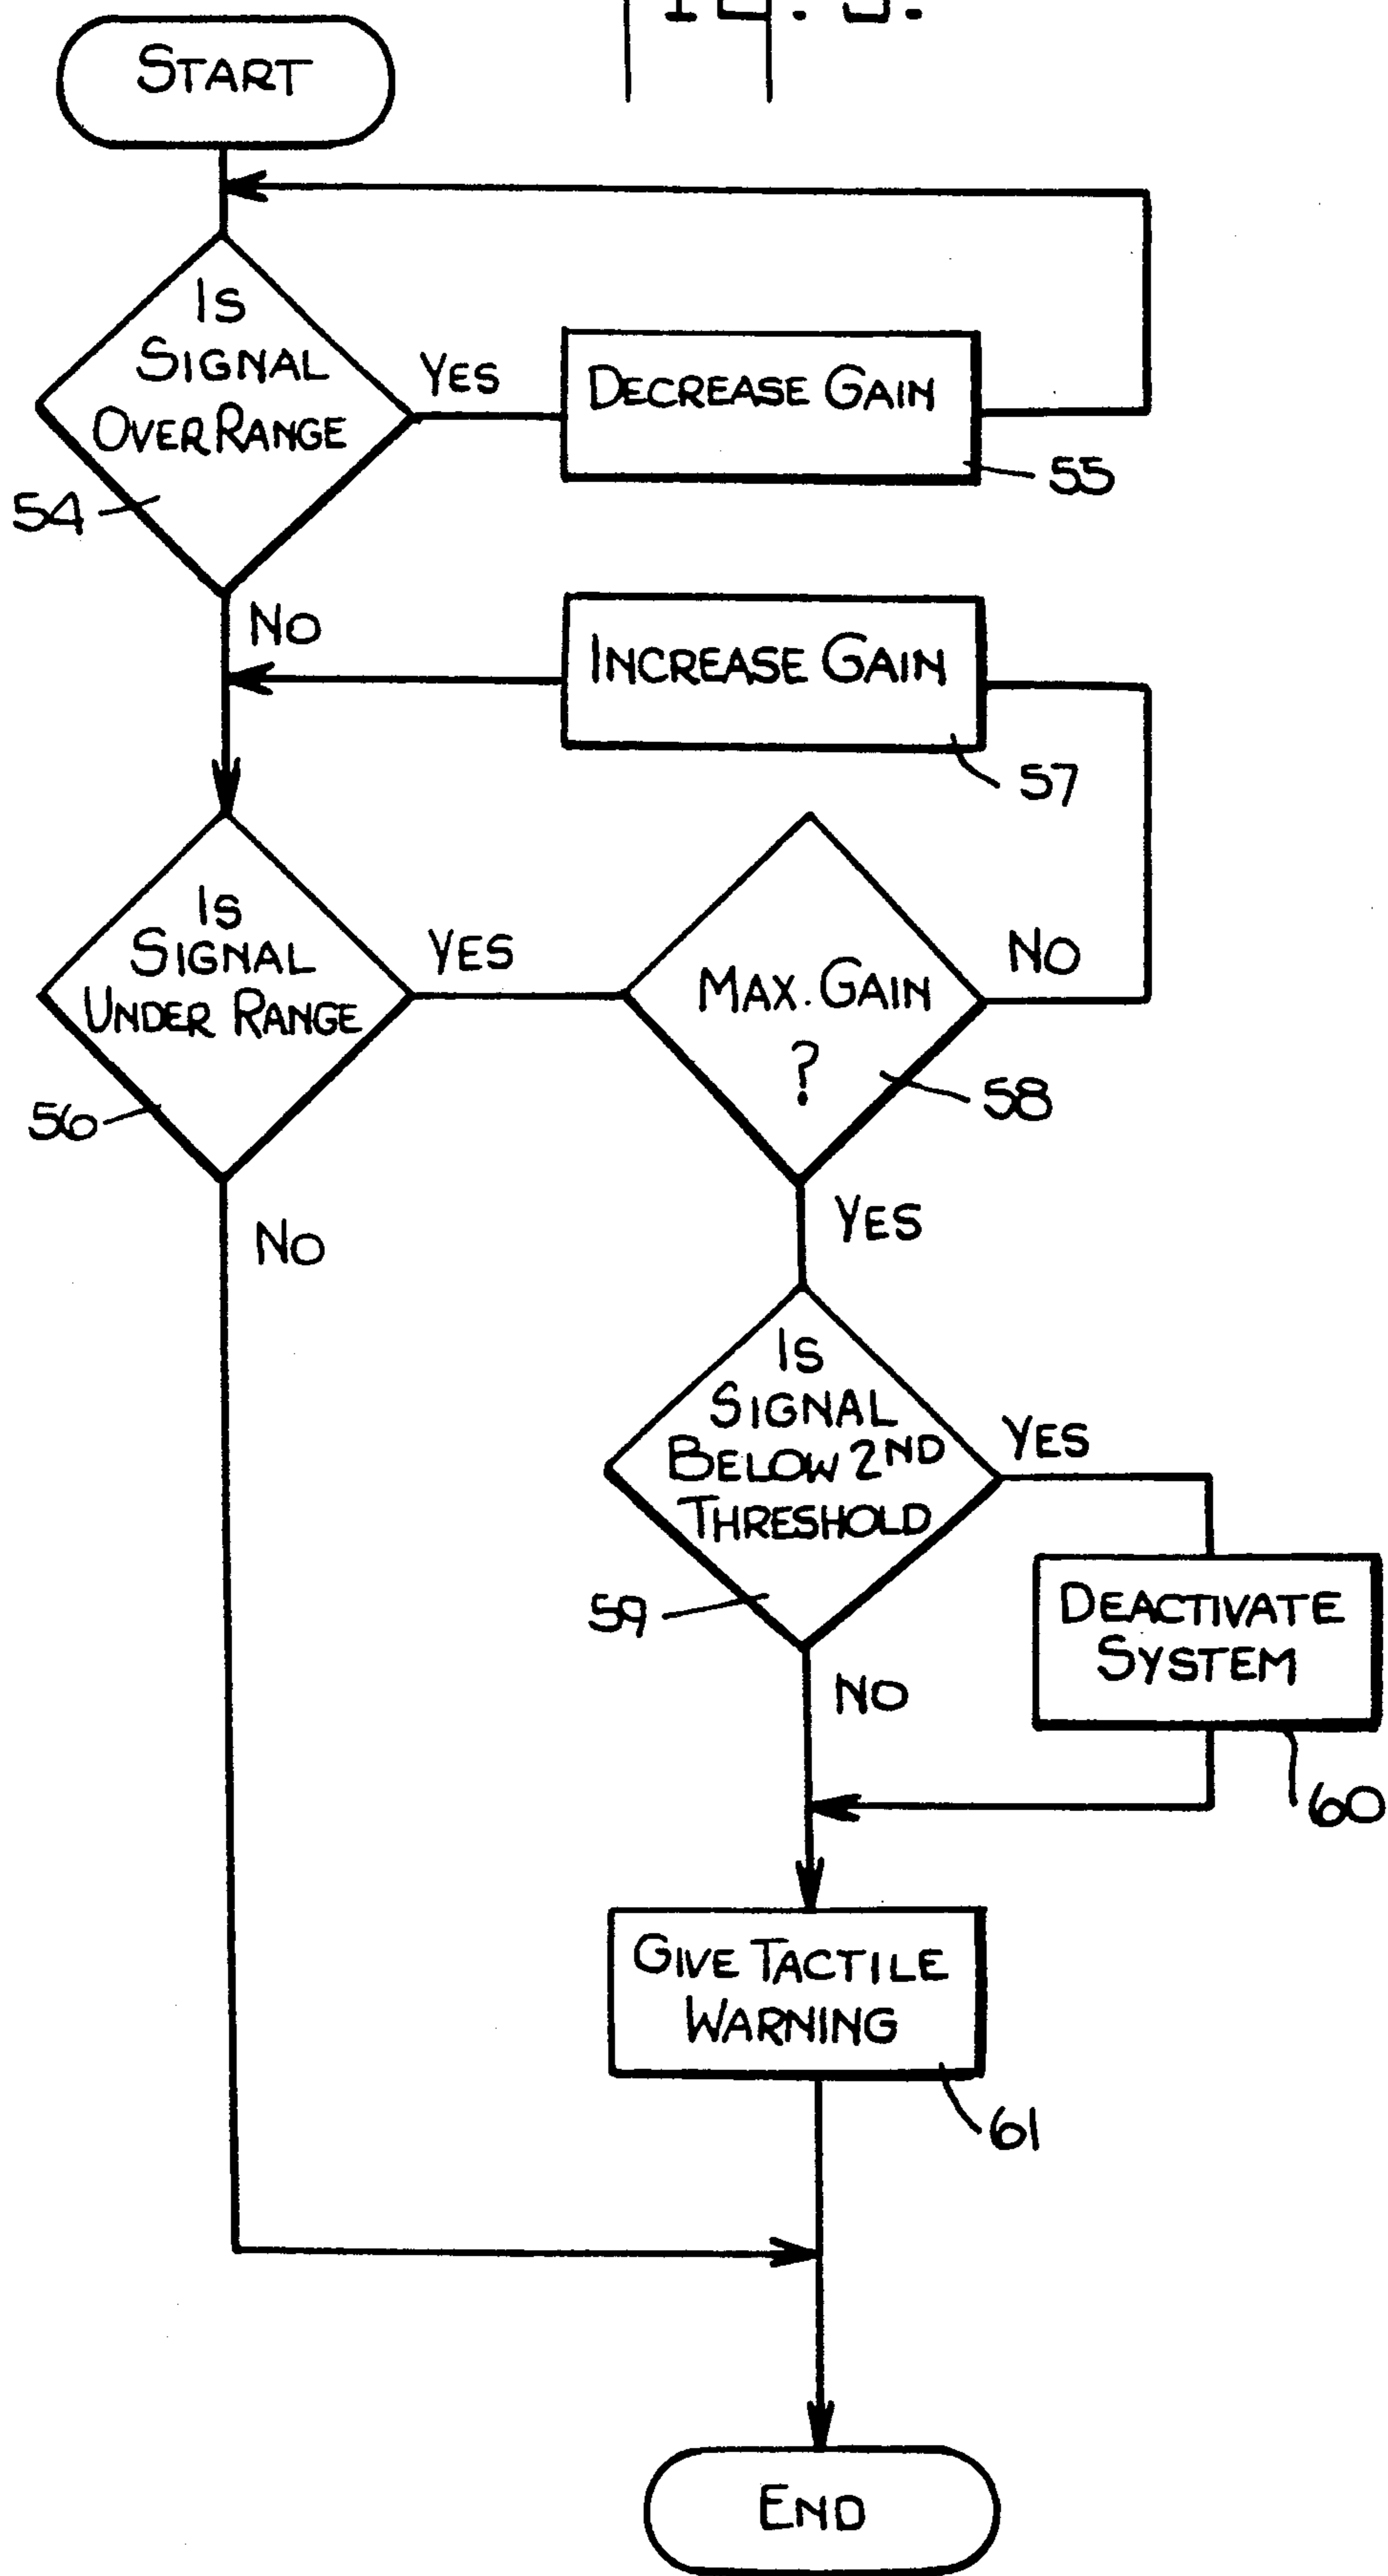 START
IS
SIGNAL
OVER RANGE
YES
DECREASE GAIN
55
54
NO
INCREASE GAIN
57
IS
SIGNAL
UNDER RANGE
YES
MAX. GAIN
?
NO
58
56
NO
YES
IS
SIGNAL
BELOW 2ND
THRESHOLD
YES
59
DEACTIVATE
SYSTEM
NO
60
GIVE TACTILE
WARNING
61
END